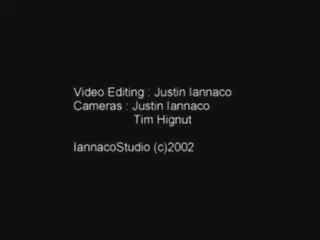 Video Editing : Justin Iannaco
Cameras : Justin Iannaco
Tim Hignut
IannacoStudio (c)2002